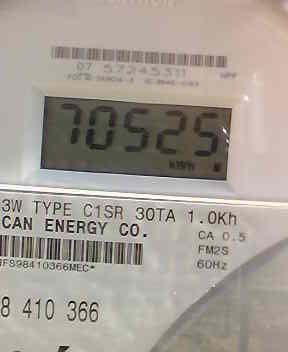 07 57245311
70525
kWh
3W TYPE C1SR 30TA 1.0Kh
CAN ENERGY CO.
CA 0.5
FM2S
60Hz
FS98410366MEC*
8 410 366